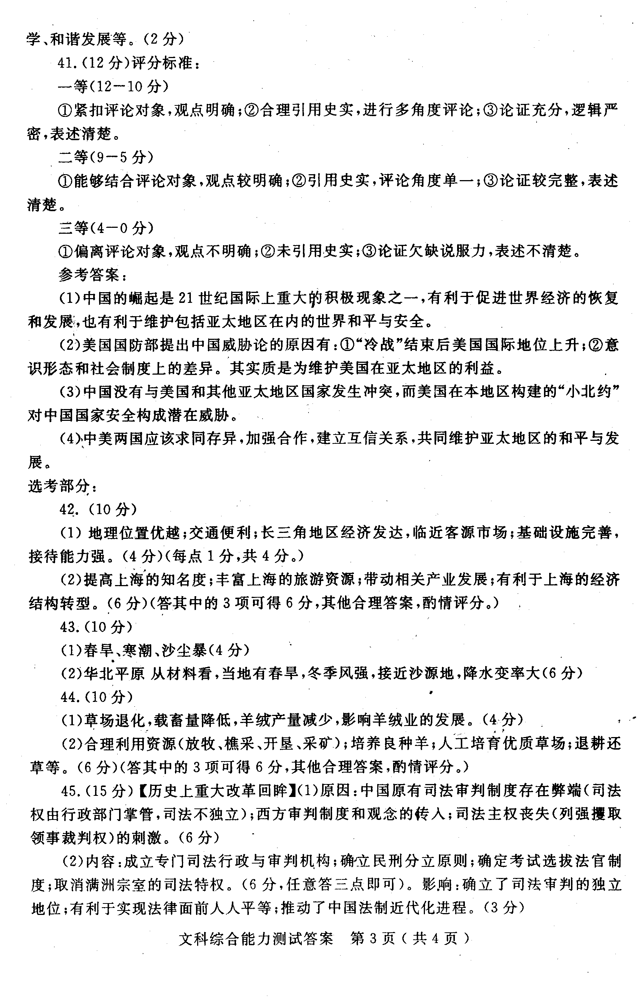 学、和谐发展等。(2 分)
41.(12 分)评分标准:
一等(12—10 分)
①紧扣评论对象,观点明确;②合理引用史实,进行多角度评论;③论证充分,逻辑严
密,表述清楚。
二等(9—5 分)
①能够结合评论对象,观点较明确;②引用史实,评论角度单一;③论证较完整,表述
清楚。
三等(4—0 分)
①偏离评论对象,观点不明确;②未引用史实;③论证欠缺说服力,表述不清楚。
参考答案:
(1)中国的崛起是 21 世纪国际上重大的积极现象之一,有利于促进世界经济的恢复
和发展,也有利于维护包括亚太地区在内的世界和平与安全。
(2)美国国防部提出中国威胁论的原因有:①“冷战”结束后美国国际地位上升;②意
识形态和社会制度上的差异。其实质是为维护美国在亚太地区的利益。
(3)中国没有与美国和其他亚太地区国家发生冲突,而美国在本地区构建的“小北约”
对中国国家安全构成潜在威胁。
(4)中美两国应该求同存异,加强合作,建立互信关系,共同维护亚太地区的和平与发
展。
选考部分:
42. (10 分)
(1) 地理位置优越;交通便利;长三角地区经济发达,临近客源市场;基础设施完善,
接待能力强。(4 分)(每点 1 分,共 4 分。)
(2)提高上海的知名度;丰富上海的旅游资源;带动相关产业发展;有利于上海的经济
结构转型。(6 分)(答其中的 3 项可得 6 分,其他合理答案,酌情评分。)
43.(10 分)
(1)春旱、寒潮、沙尘暴(4 分)
(2)华北平原 从材料看,当地有春旱,冬季风强,接近沙源地,降水变率大(6 分)
44.(10 分)
(1)草场退化,载畜量降低,羊绒产量减少,影响羊绒业的发展。(4 分)
(2)合理利用资源(放牧、樵采、开垦、采矿);培养良种羊;人工培育优质草场;退耕还
草等。(6 分)(答其中的 3 项可得 6 分,其他合理答案,酌情评分。)
45.(15 分)【历史上重大改革回眸】(1)原因:中国原有司法审判制度存在弊端(司法
权由行政部门掌管,司法不独立);西方审判制度和观念的传入;司法主权丧失(列强攫取
领事裁判权)的刺激。(6 分)
(2)内容:成立专门司法行政与审判机构;确立民刑分立原则;确定考试选拔法官制
度;取消满洲宗室的司法特权。(6 分,任意答三点即可)。影响:确立了司法审判的独立
地位;有利于实现法律面前人人平等;推动了中国法制近代化进程。(3 分)
文科综合能力测试答案 第 3 页 ( 共 4 页 )